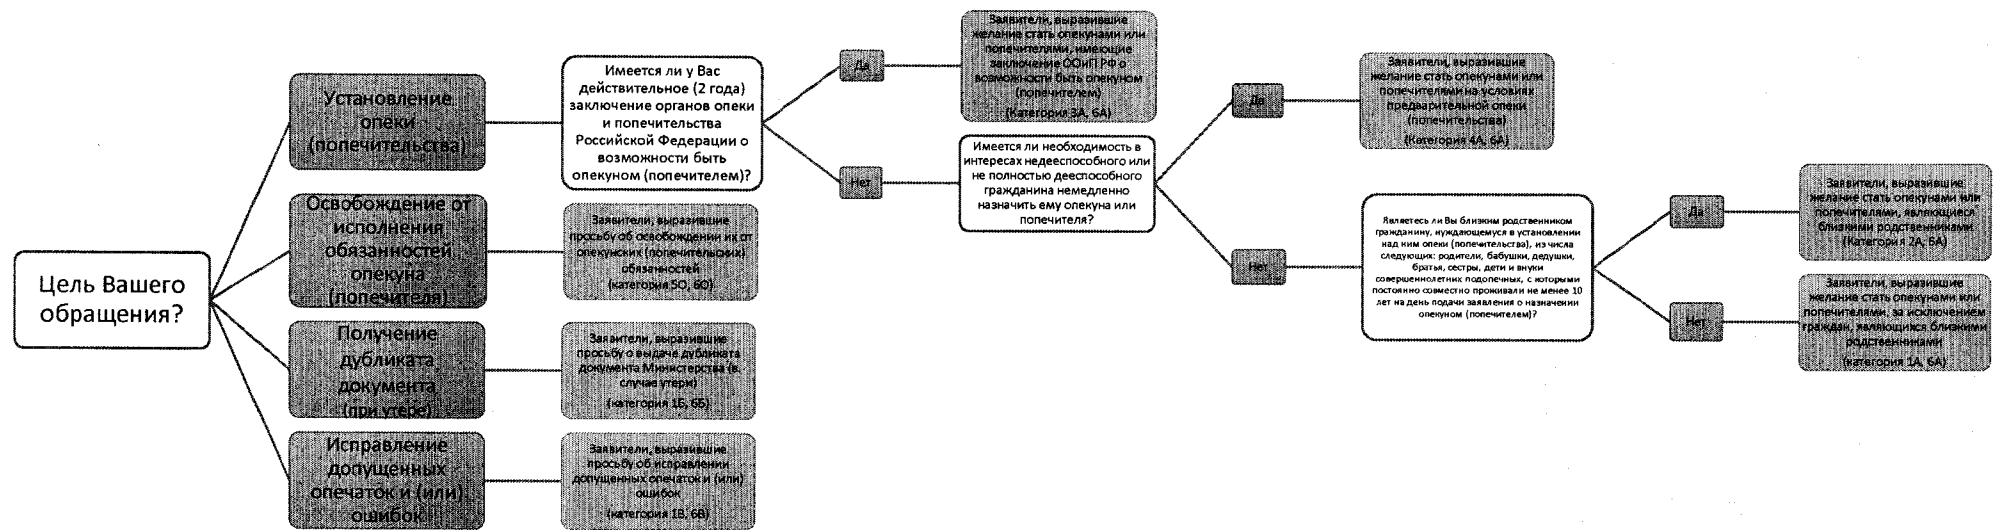 Цель Вашего
обращения?
Установление
опеки
(попечительства)
Имеется ли у Вас
действительное (2 года)
заключение органов опеки
и попечительства
Российской Федерации о
возможности быть
опекуном (попечителем)?
Да
Заявители, выразившие
желание стать опекунами или
попечителями, имеющие
заключение ООиП РФ о
возможности быть опекуном
(попечителем)
(Категория 3А, 6А)
Нет
Имеется ли необходимость в
интересах недееспособного или
не полностью дееспособного
гражданина немедленно
назначить ему опекуна или
попечителя?
Да
Заявители, выразившие
желание стать опекунами или
попечителями на условиях
предварительной опеки
(попечительства)
(Категория 4А, 6А)
Нет
Являетесь ли Вы близким родственником
гражданину, нуждающемуся в установлении
над ним опеки (попечительства), из числа
следующих: родители, бабушки, дедушки,
братья, сестры, дети и внуки
совершеннолетних подопечных, с которыми
постоянно совместно проживали не менее 10
лет на день подачи заявления о назначении
опекуном (попечителем)?
Да
Заявители, выразившие
желание стать опекунами или
попечителями, являющиеся
близкими родственниками
(Категория 2А, 6А)
Нет
Заявители, выразившие
желание стать опекунами или
попечителями, за исключением
граждан, являющихся близкими
родственниками
(категория 1А, 6А)
Освобождение от
исполнения
обязанностей
опекуна
(попечителя)
Заявители, выразившие
просьбу об освобождении их от
опекунских (попечительских)
обязанностей
(категория 5О, 6О)
Получение
дубликата
документа
(при утере)
Заявители, выразившие
просьбу о выдаче дубликата
документа Министерства (в
случае утери)
(категория 1Б, 6Б)
Исправление
допущенных
опечаток и (или)
ошибок
Заявители, выразившие
просьбу об исправлении
допущенных опечаток и (или)
ошибок
(категория 1В, 6В)